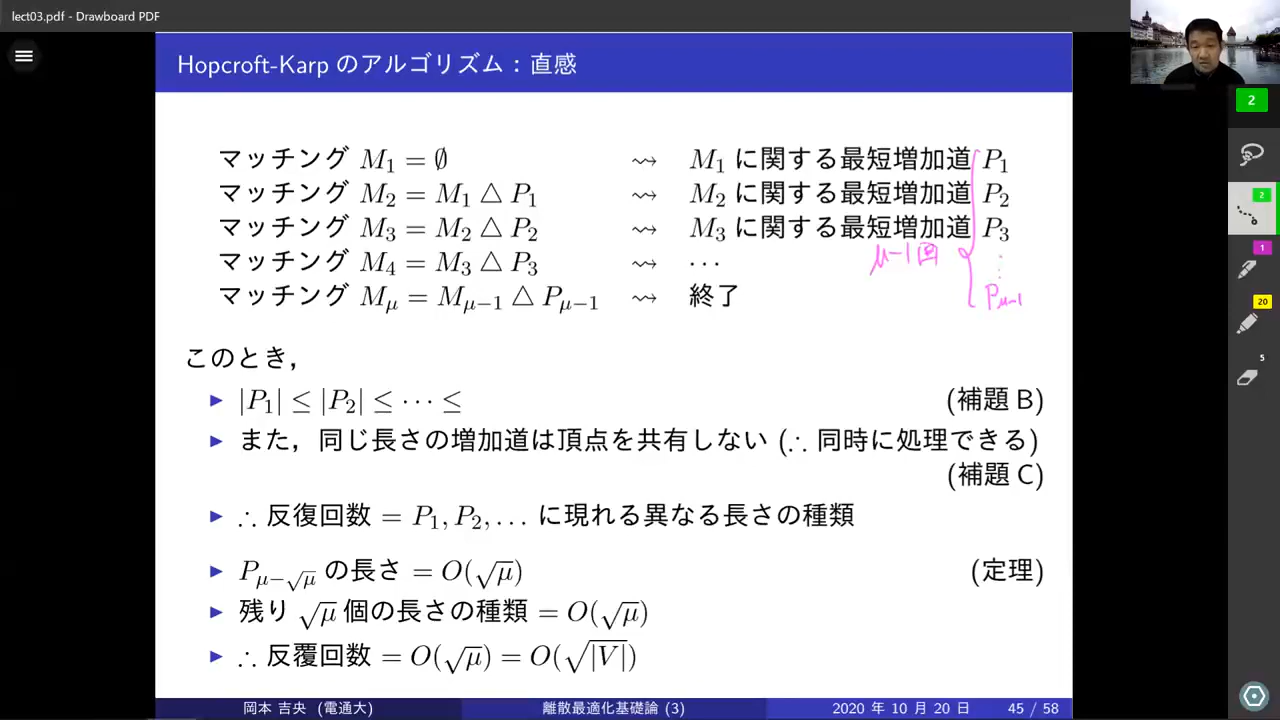 lect03.pdf - Drawboard PDF
Hopcroft-Karp のアルゴリズム：直感
マッチング M₁ = ∅ ⇝ M₁ に関する最短増加道 P₁
マッチング M₂ = M₁ △ P₁ ⇝ M₂ に関する最短増加道 P₂
マッチング M₃ = M₂ △ P₂ ⇝ M₃ に関する最短増加道 P₃
μ-1回
マッチング M₄ = M₃ △ P₃ ⇝ ···
マッチング M_μ = M_{μ−1} △ P_{μ−1} ⇝ 終了 P_{μ-1}
このとき，
▶ |P₁| ≤ |P₂| ≤ ··· ≤ (補題 B)
▶ また，同じ長さの増加道は頂点を共有しない (∴ 同時に処理できる)
(補題 C)
▶ ∴ 反復回数 = P₁, P₂, ... に現れる異なる長さの種類
▶ P_{μ−√μ} の長さ = O(√μ) (定理)
▶ 残り √μ 個の長さの種類 = O(√μ)
▶ ∴ 反覆回数 = O(√μ) = O(√|V|)
岡本 吉央 (電通大) 離散最適化基礎論 (3) 2020 年 10 月 20 日 45 / 58
2
2
1
20
5